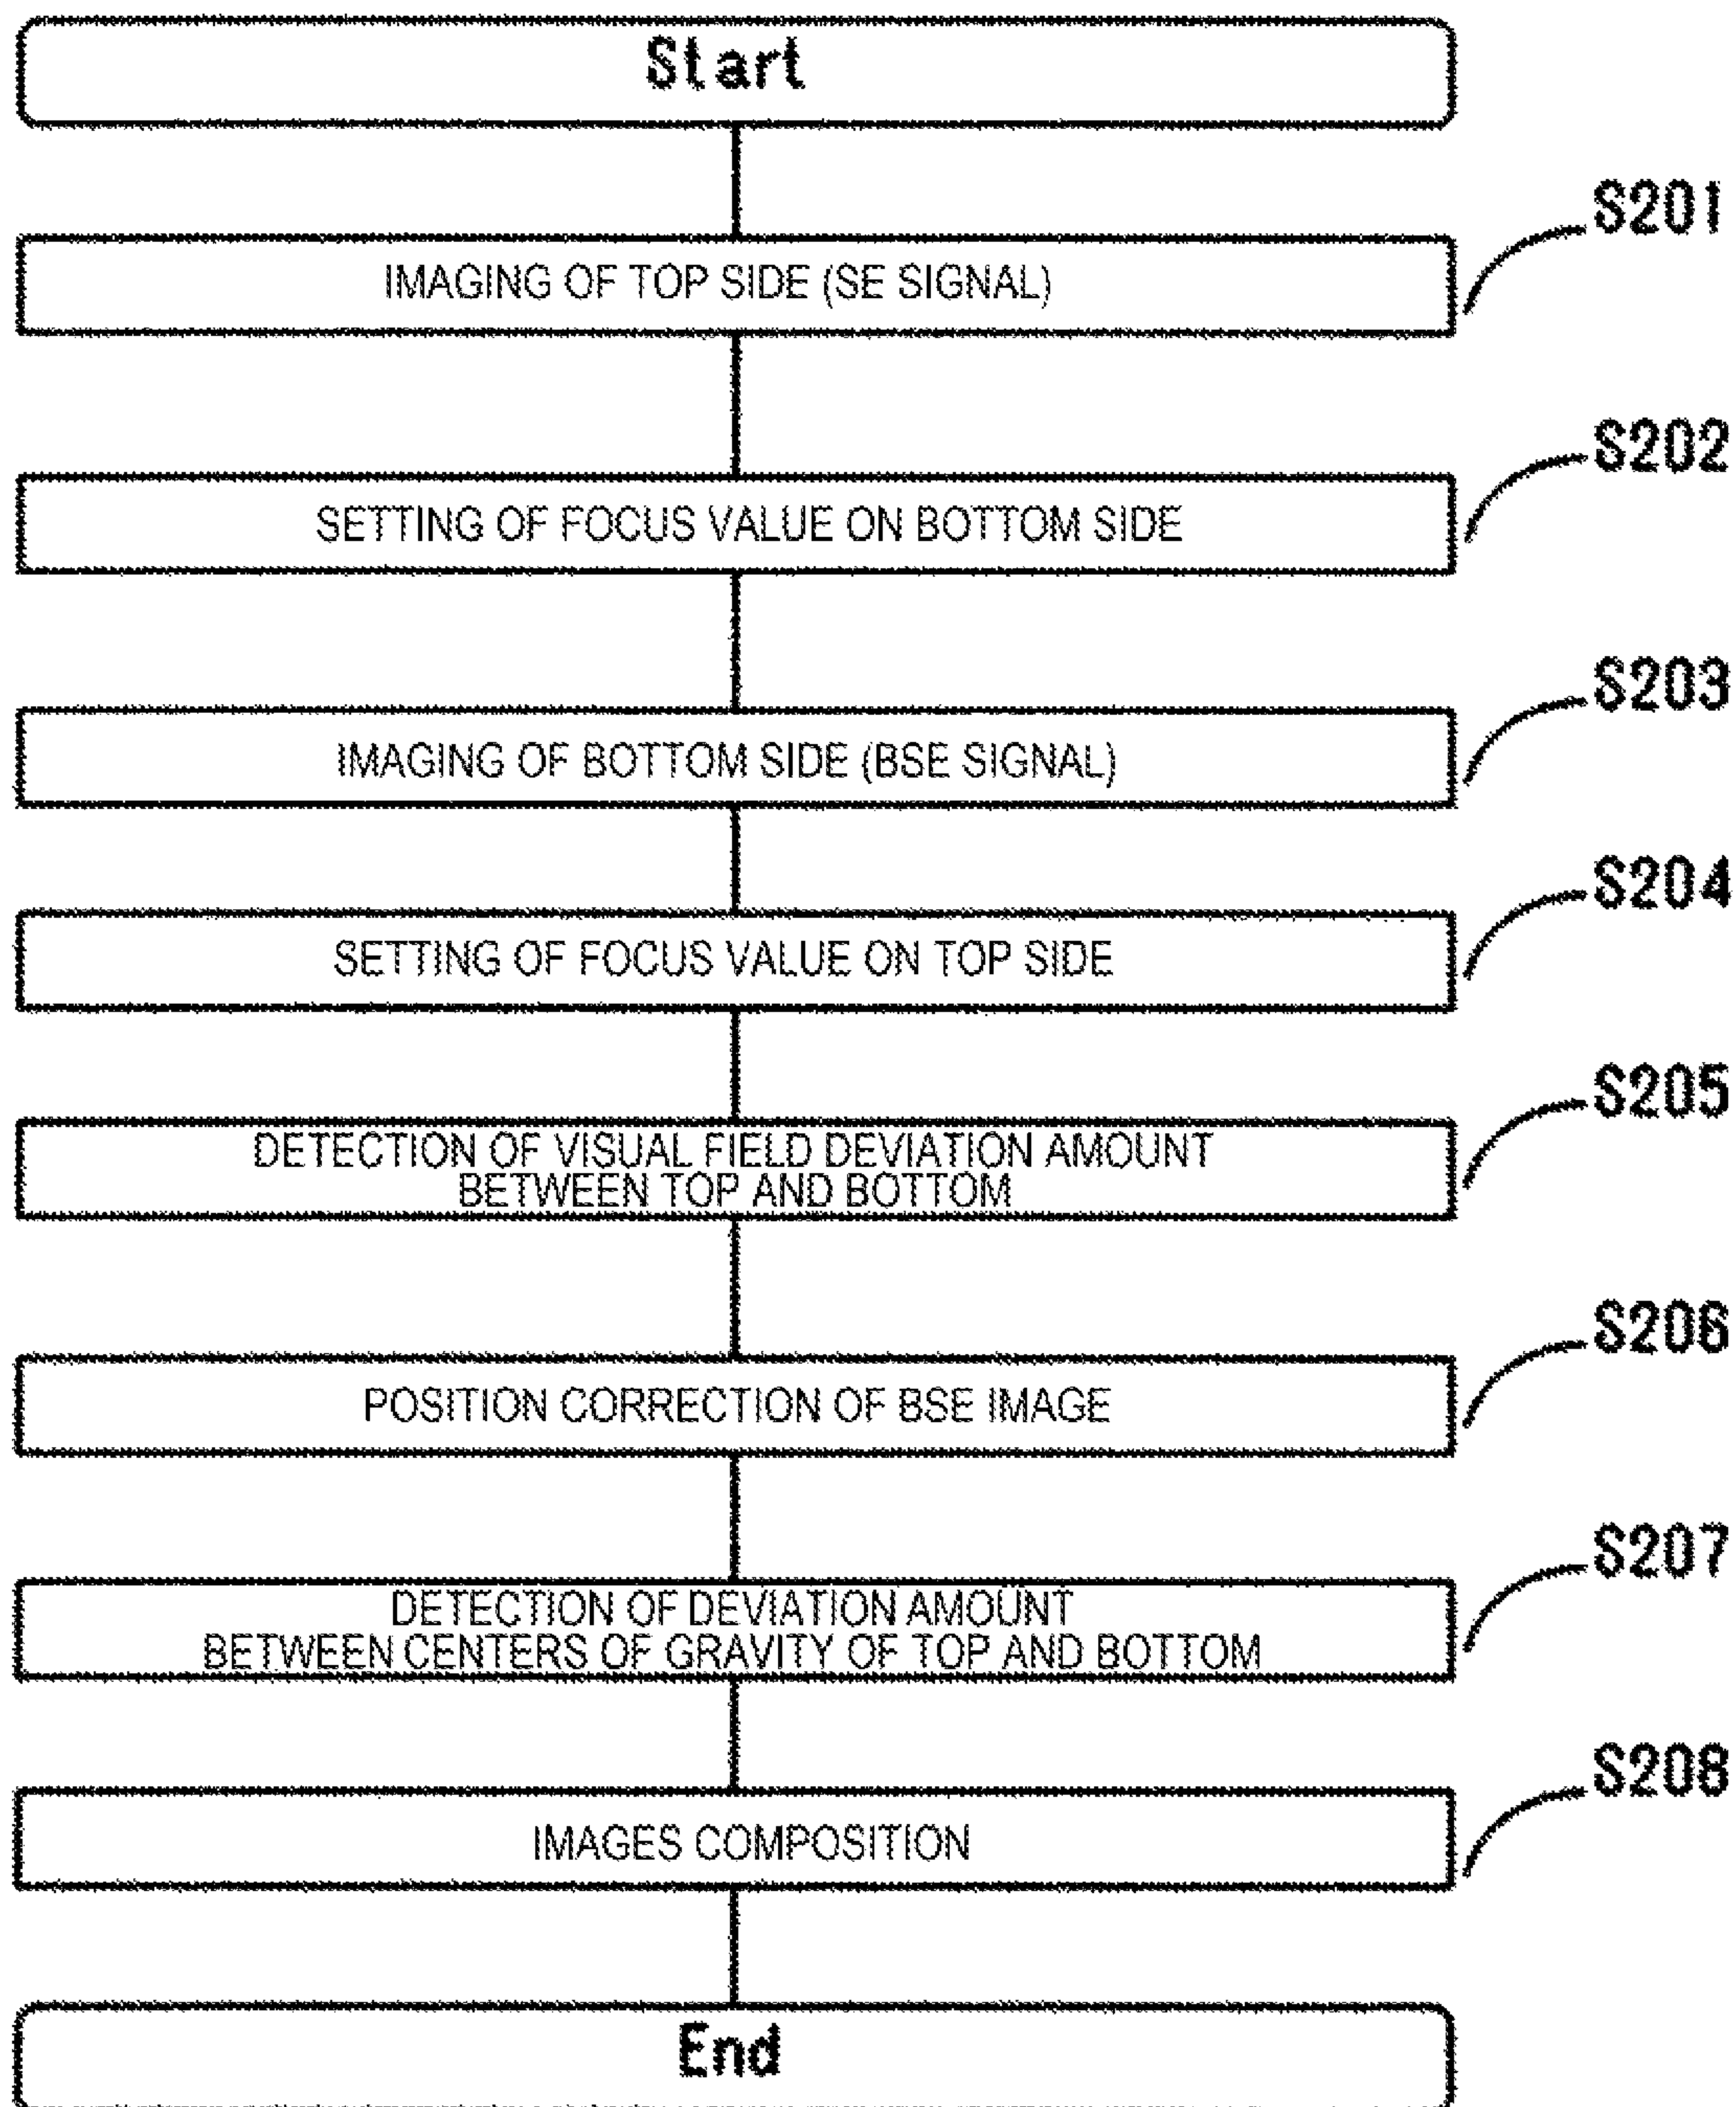 Start
S201
IMAGING OF TOP SIDE (SE SIGNAL)
S202
SETTING OF FOCUS VALUE ON BOTTOM SIDE
S203
IMAGING OF BOTTOM SIDE (BSE SIGNAL)
S204
SETTING OF FOCUS VALUE ON TOP SIDE
S205
DETECTION OF VISUAL FIELD DEVIATION AMOUNT
BETWEEN TOP AND BOTTOM
S206
POSITION CORRECTION OF BSE IMAGE
S207
DETECTION OF DEVIATION AMOUNT
BETWEEN CENTERS OF GRAVITY OF TOP AND BOTTOM
S208
IMAGES COMPOSITION
End